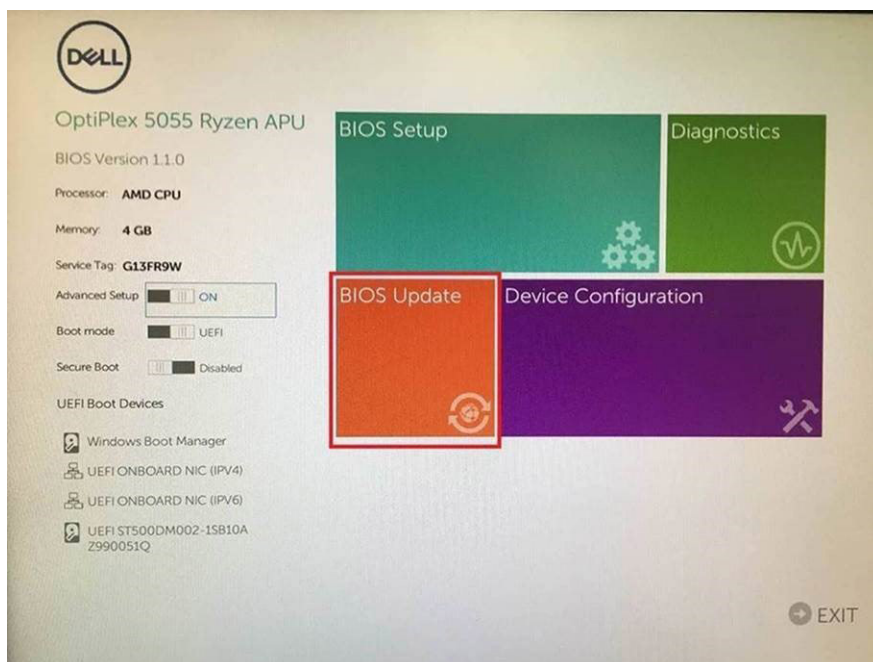 DELL
OptiPlex 5055 Ryzen APU
BIOS Version 1.1.0
Processor: AMD CPU
Memory: 4 GB
Service Tag: G13FR9W
Advanced Setup ON
Boot mode UEFI
Secure Boot Disabled
UEFI Boot Devices
Windows Boot Manager
UEFI ONBOARD NIC (IPV4)
UEFI ONBOARD NIC (IPV6)
UEFI ST500DM002-1SB10A
Z990051Q
BIOS Setup
Diagnostics
BIOS Update
Device Configuration
EXIT